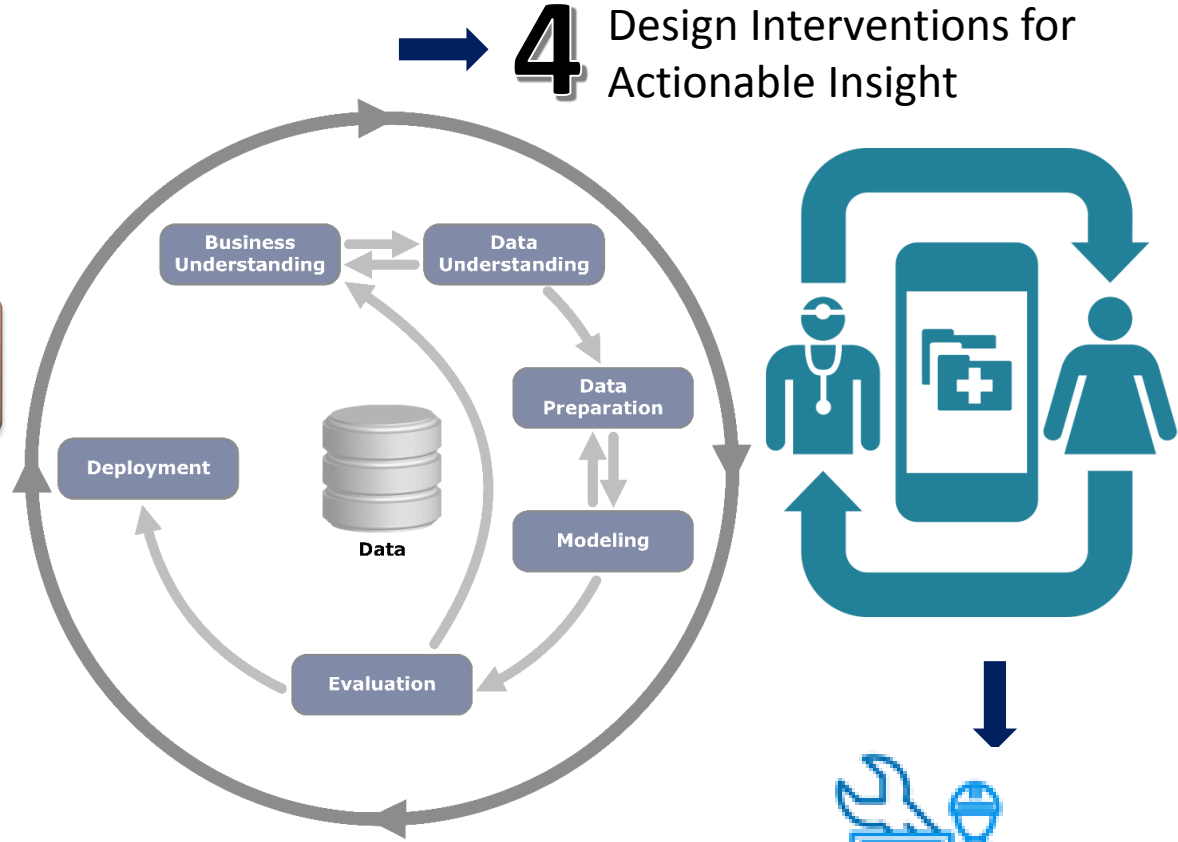 4
Design Interventions for
Actionable Insight
Business
Understanding
Data
Understanding
Data
Preparation
Deployment
Data
Modeling
Evaluation